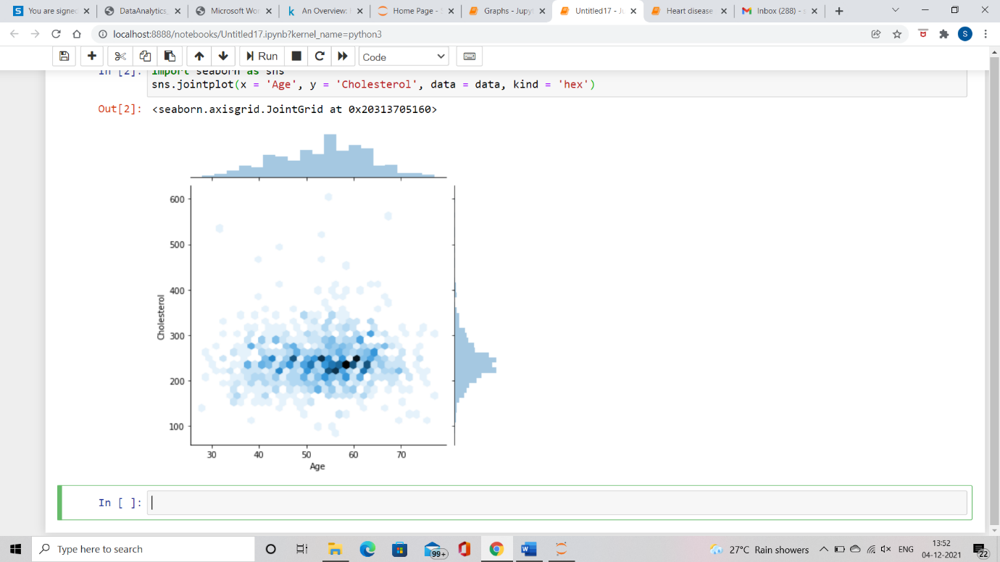 You are signed
DataAnalytics_
Microsoft Wor
An Overview:
Home Page -
Graphs - Jupyt
Untitled17 - Ju
Heart disease
Inbox (288) - s
localhost:8888/notebooks/Untitled17.ipynb?kernel_name=python3
S
Run
Code
In [2]: import seaborn as sns
sns.jointplot(x = 'Age', y = 'Cholesterol', data = data, kind = 'hex')
Out[2]: <seaborn.axisgrid.JointGrid at 0x20313705160>
600
500
400
300
200
100
Cholesterol
30 40 50 60 70
Age
In [ ]:
Type here to search
99+
27°C Rain showers
ENG
13:52
04-12-2021
22